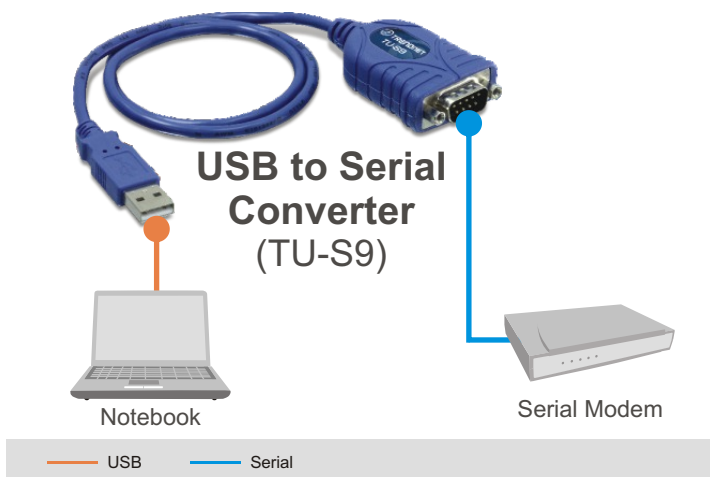 TRENDNET
TU-S9
USB to Serial
Converter
(TU-S9)
Notebook
Serial Modem
USB
Serial